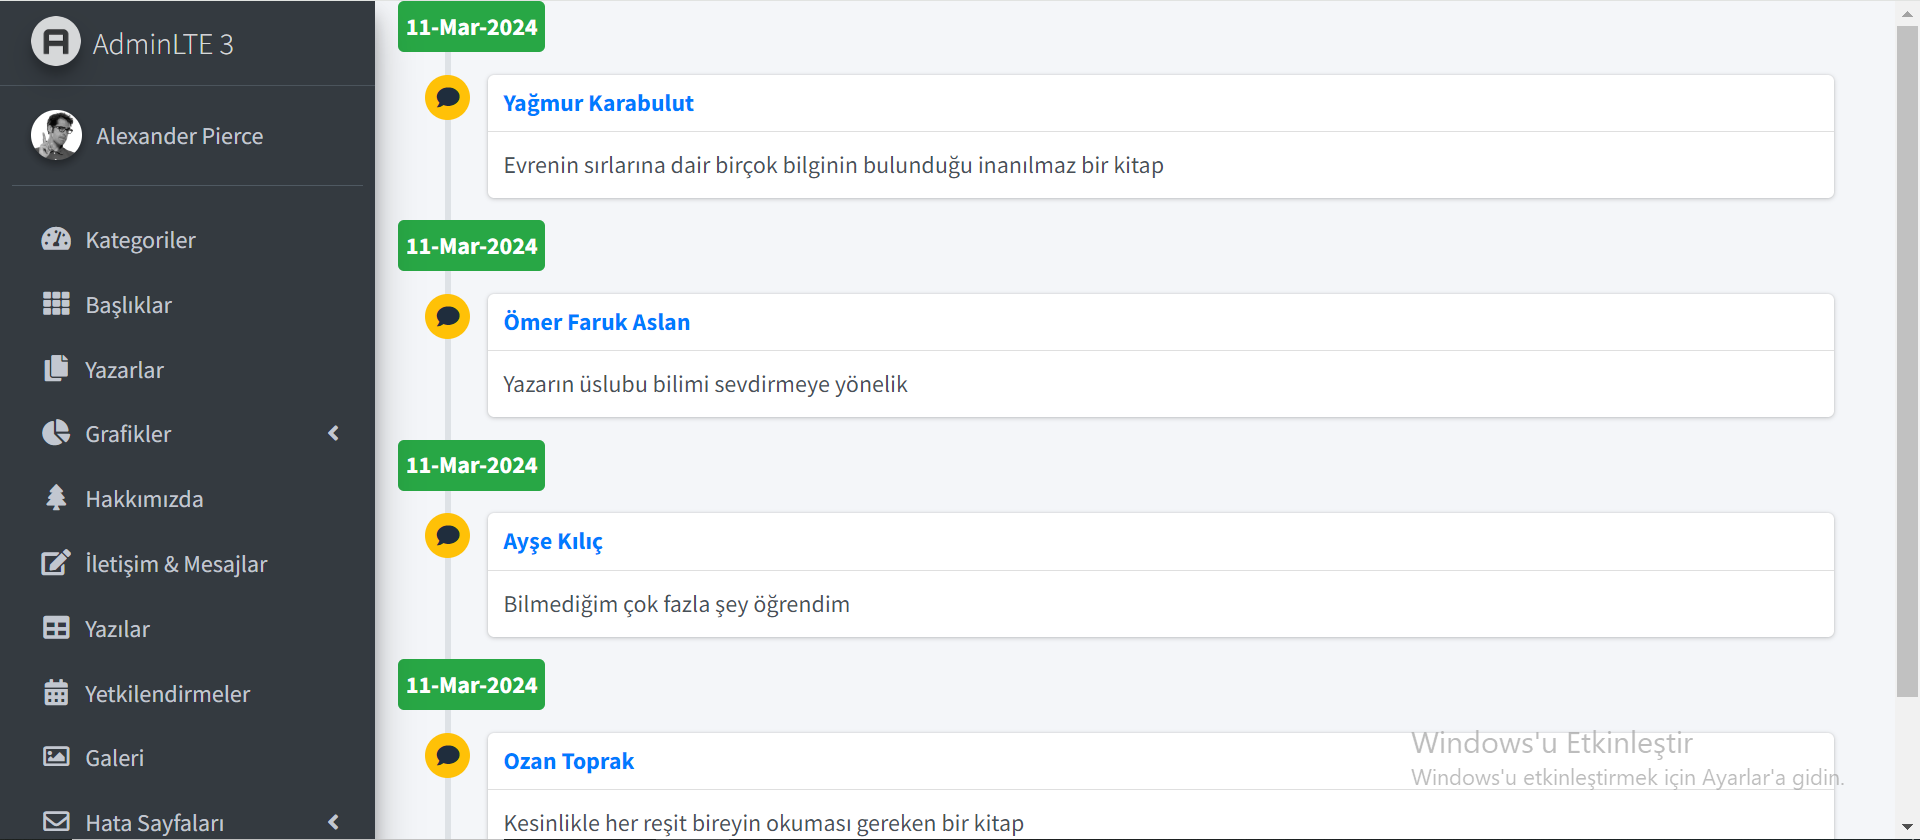 AdminLTE 3
Alexander Pierce
Kategoriler
Başlıklar
Yazarlar
Grafikler
Hakkımızda
İletişim & Mesajlar
Yazılar
Yetkilendirmeler
Galeri
Hata Sayfaları
11-Mar-2024
Yağmur Karabulut
Evrenin sırlarına dair birçok bilginin bulunduğu inanılmaz bir kitap
11-Mar-2024
Ömer Faruk Aslan
Yazarın üslubu bilimi sevdirmeye yönelik
11-Mar-2024
Ayşe Kılıç
Bilmediğim çok fazla şey öğrendim
11-Mar-2024
Ozan Toprak
Kesinlikle her reşit bireyin okuması gereken bir kitap
Windows'u Etkinleştir
Windows'u etkinleştirmek için Ayarlar'a gidin.